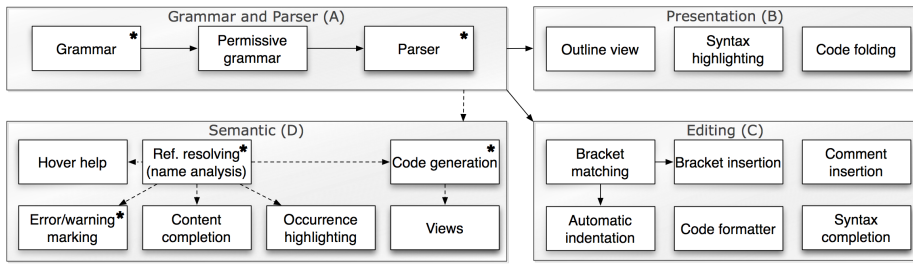 Grammar and Parser (A)
Grammar *
Permissive
grammar
Parser *
Presentation (B)
Outline view
Syntax
highlighting
Code folding
Semantic (D)
Hover help
Ref. resolving *
(name analysis)
Code generation *
Error/warning *
marking
Content
completion
Occurrence
highlighting
Views
Editing (C)
Bracket
matching
Bracket insertion
Comment
insertion
Automatic
indentation
Code formatter
Syntax
completion